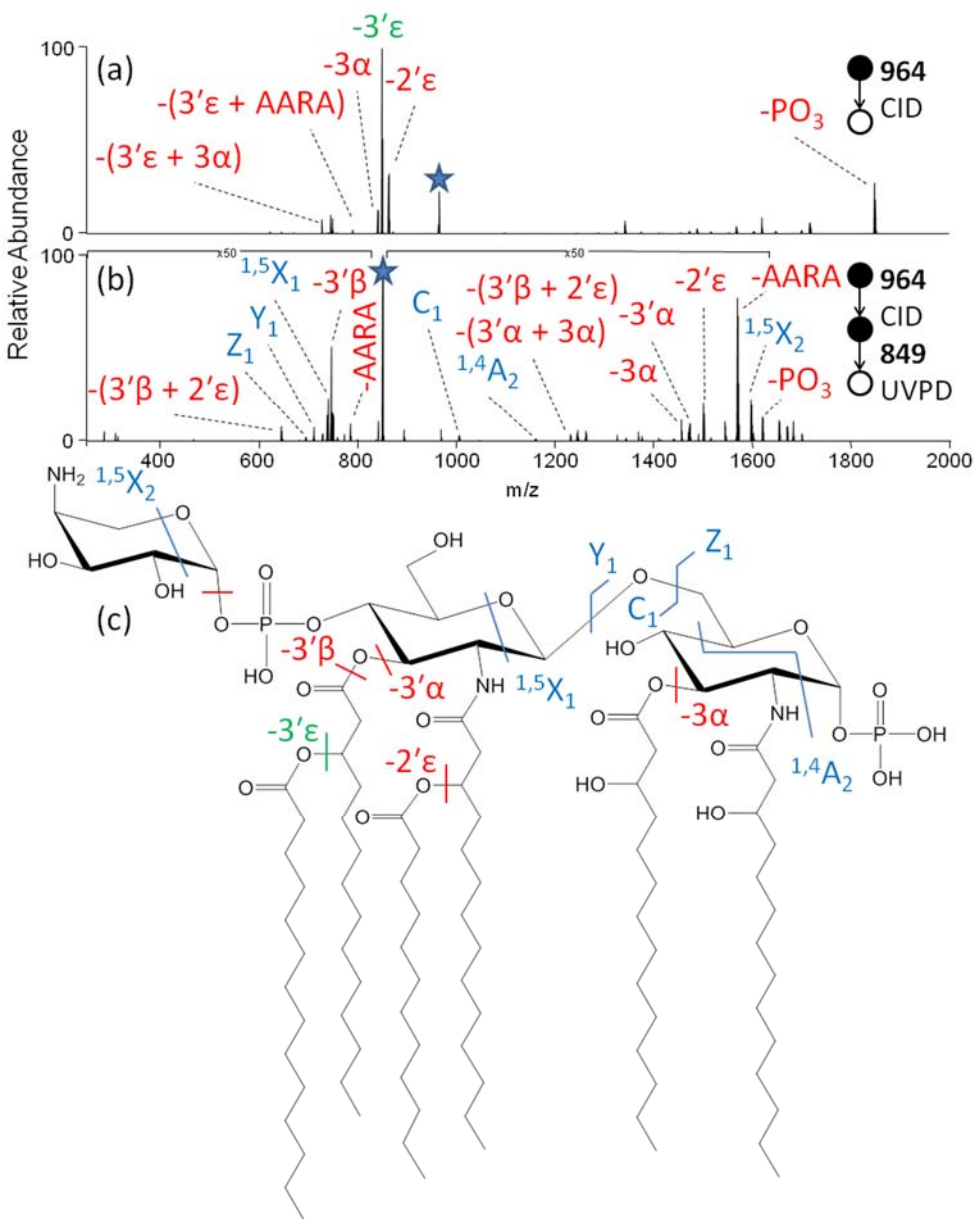 100
(a)
-3'ε
-3α
-2'ε
-(3'ε + AARA)
-(3'ε + 3α)
-PO3
964
CID
0
Relative Abundance
100
(b)
x50
x50
1,5X1
-3'β
Y1
Z1
-AARA
C1
-(3'β + 2'ε)
-(3'α + 3α)
1,4A2
-3'α
-2'ε
-AARA
1,5X2
-3α
-PO3
-(3'β + 2'ε)
964
CID
849
UVPD
0
400 600 800 1000 1200 1400 1600 1800 2000
m/z
NH2
1,5X2
O
HO
OH
O
P
O
O
OH
(c)
OH
O
Y1
O
Z1
C1
HO
O
-3'β
O
-3'α
NH
1,5X1
O
-3α
NH
O
P
O
OH
OH
1,4A2
O
O
-3'ε
O
-2'ε
O
O
HO
O
HO
O
O